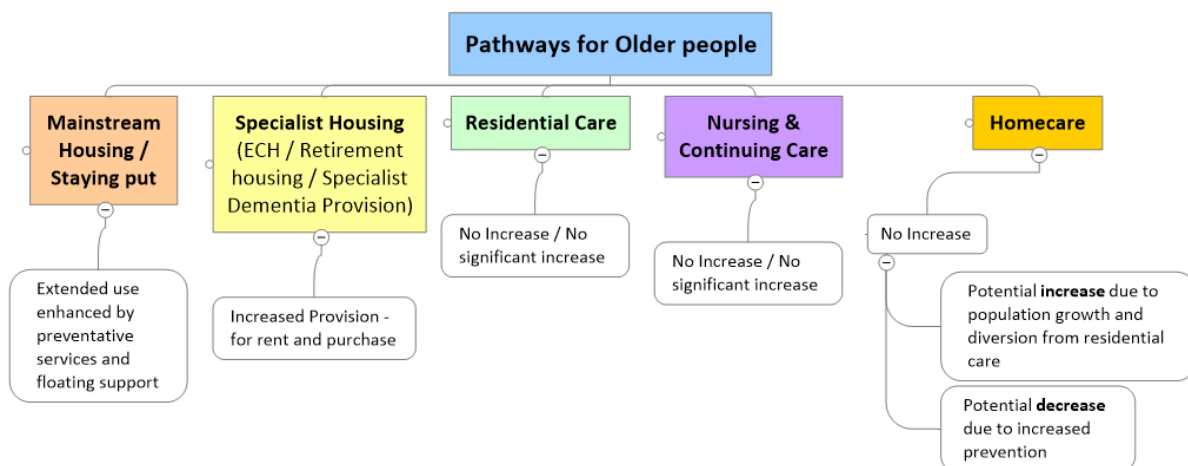 Pathways for Older people
Mainstream
Housing /
Staying put
Extended use
enhanced by
preventative
services and
floating support
Specialist Housing
(ECH / Retirement
housing / Specialist
Dementia Provision)
Increased Provision -
for rent and purchase
Residential Care
No Increase / No
significant increase
Nursing &
Continuing Care
No Increase / No
significant increase
Homecare
No Increase
Potential increase due to
population growth and
diversion from residential
care
Potential decrease
due to increased
prevention